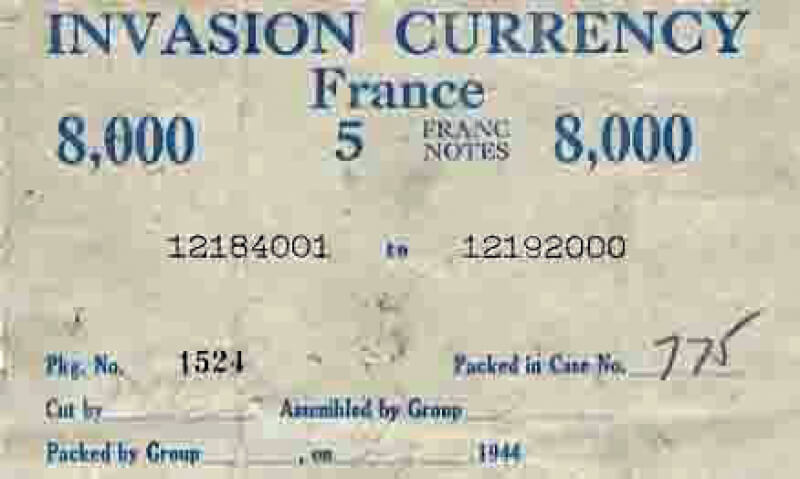 INVASION CURRENCY
France
8,000 5 FRANC NOTES 8,000
12184001 to 12192000
Pkg. No. 1524 Packed in Case No. 775
Cut by Assembled by Group
Packed by Group , on 1944